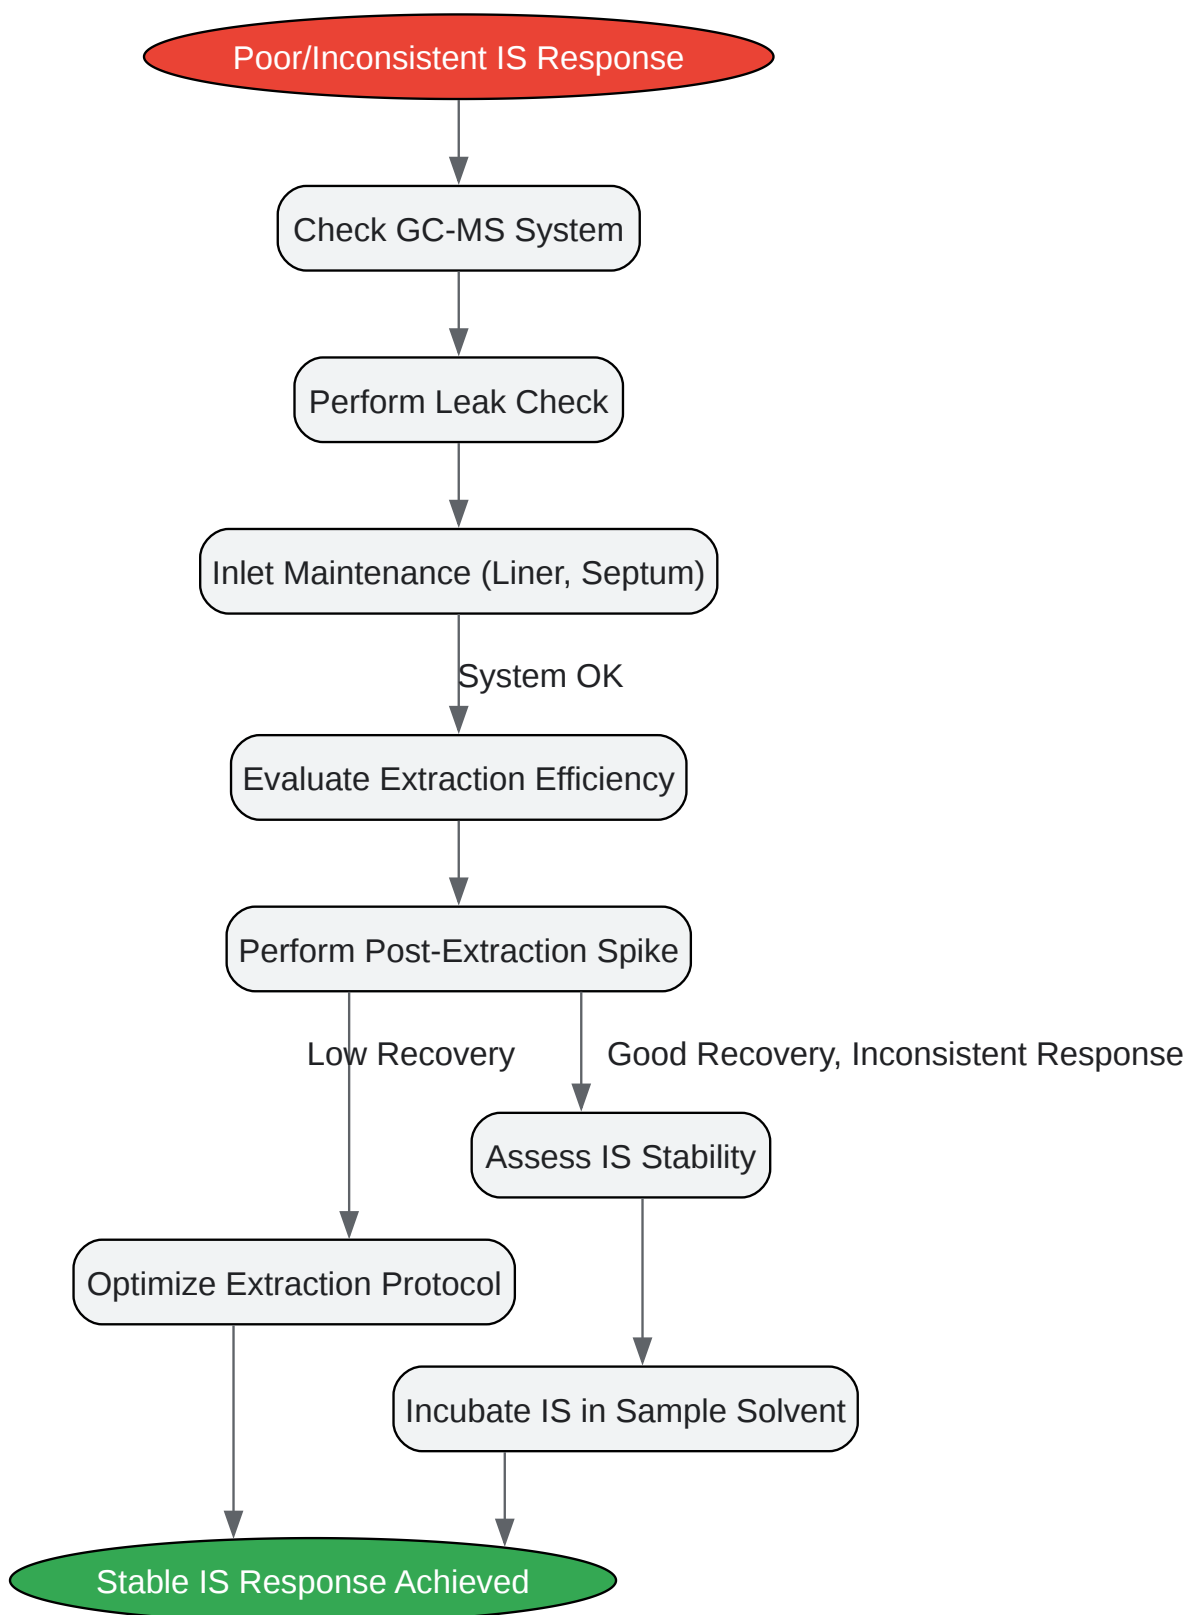 Poor/Inconsistent IS Response
Check GC-MS System
Perform Leak Check
Inlet Maintenance (Liner, Septum)
System OK
Evaluate Extraction Efficiency
Perform Post-Extraction Spike
Low Recovery
Good Recovery, Inconsistent Response
Assess IS Stability
Optimize Extraction Protocol
Incubate IS in Sample Solvent
Stable IS Response Achieved